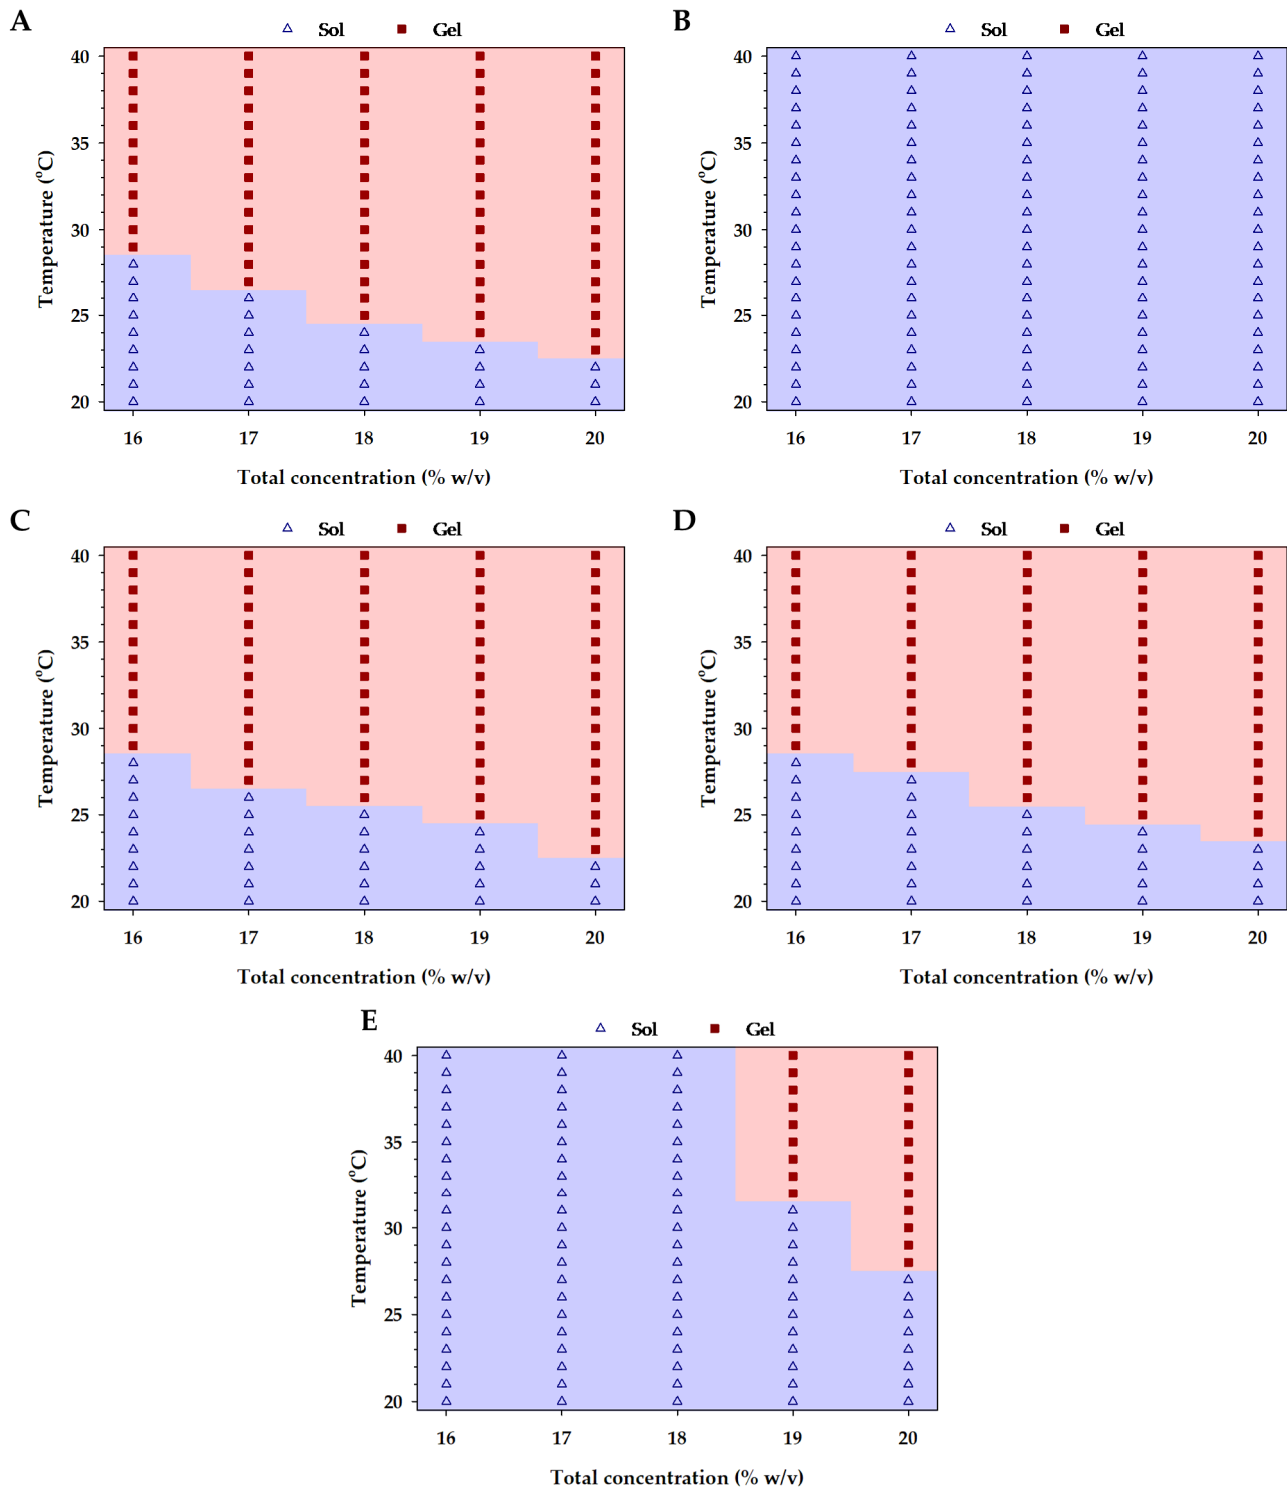 A
Sol Gel
40
35
30
25
20
Temperature (°C)
16 17 18 19 20
Total concentration (% w/v)
B
Sol Gel
40
35
30
25
20
Temperature (°C)
16 17 18 19 20
Total concentration (% w/v)
C
Sol Gel
40
35
30
25
20
Temperature (°C)
16 17 18 19 20
Total concentration (% w/v)
D
Sol Gel
40
35
30
25
20
Temperature (°C)
16 17 18 19 20
Total concentration (% w/v)
E
Sol Gel
40
35
30
25
20
Temperature (°C)
16 17 18 19 20
Total concentration (% w/v)